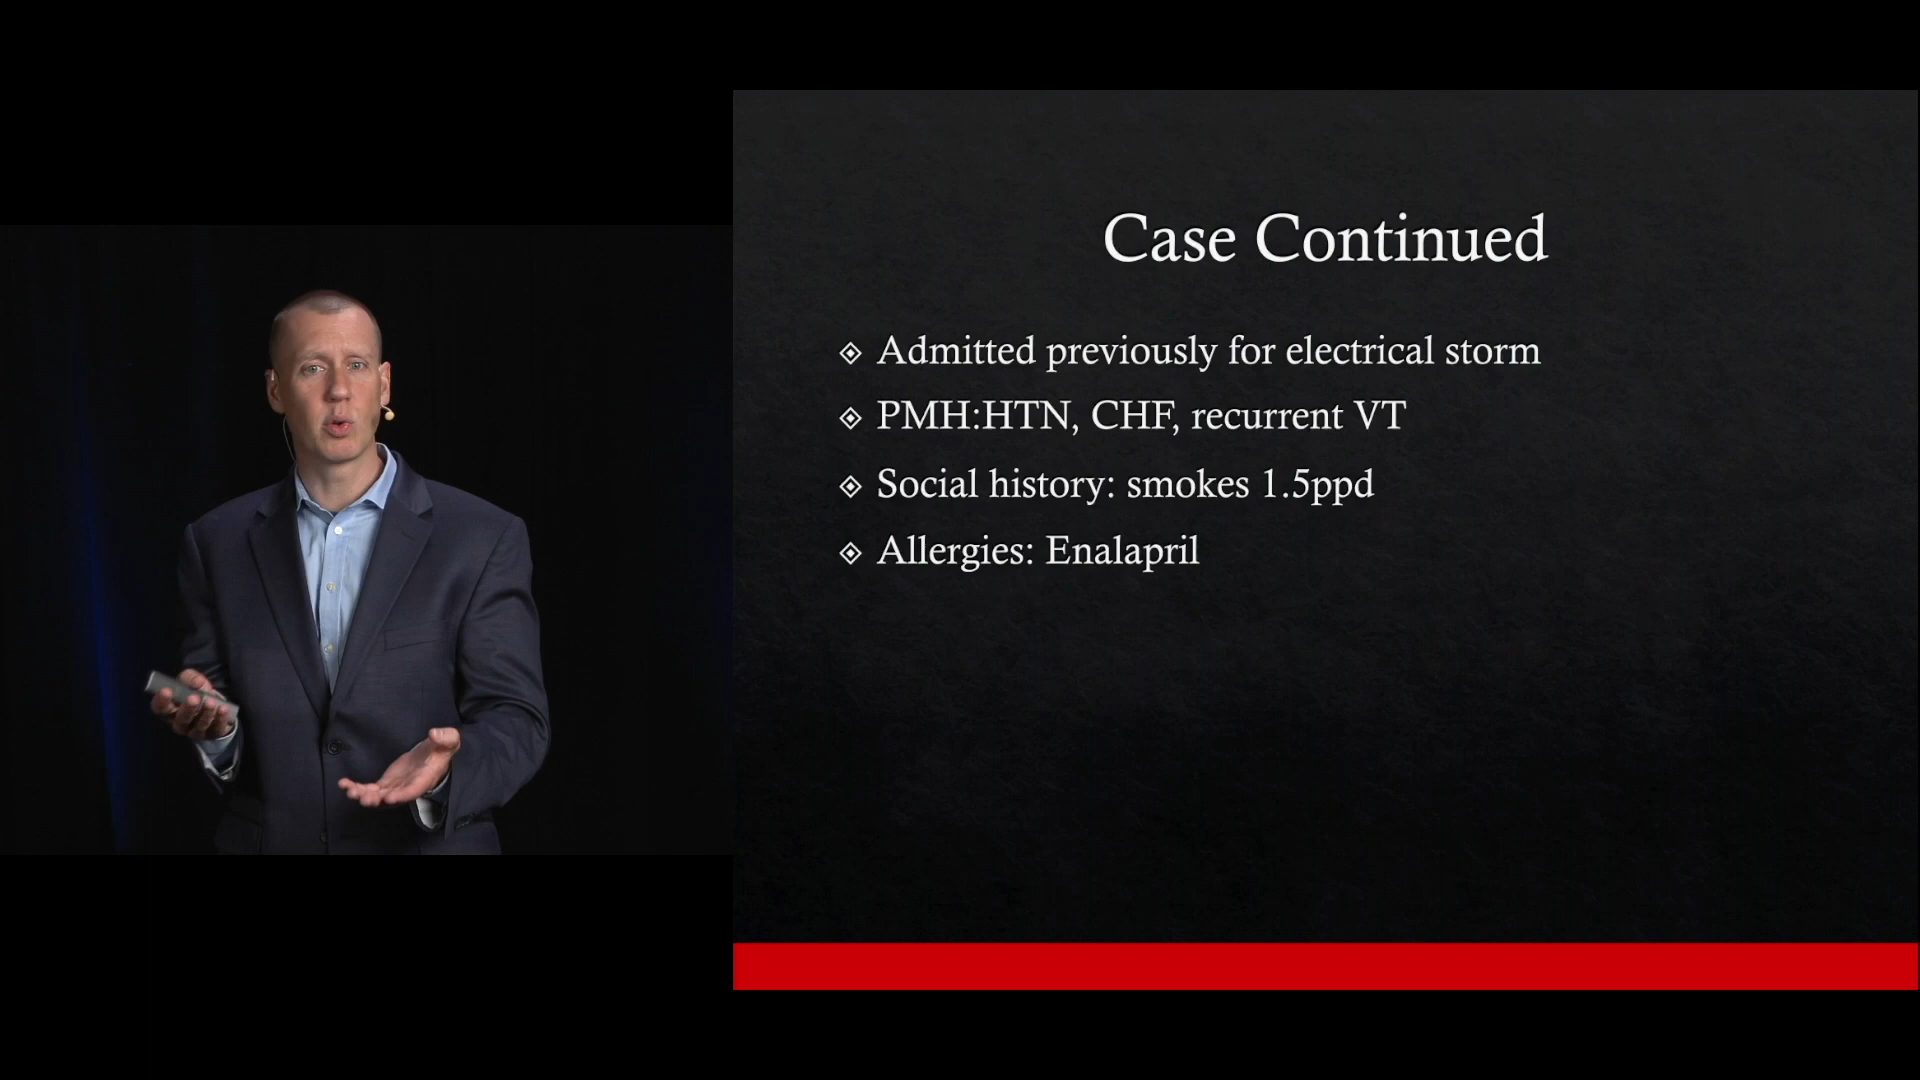 Case Continued
Admitted previously for electrical storm
PMH:HTN, CHF, recurrent VT
Social history: smokes 1.5ppd
Allergies: Enalapril